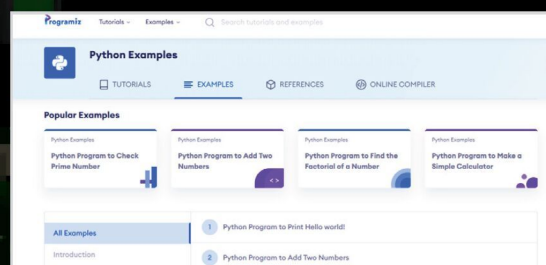 Programiz
Tutorials
Examples
Search tutorials and examples
Python Examples
TUTORIALS
EXAMPLES
REFERENCES
ONLINE COMPILER
Popular Examples
Python Examples
Python Program to Check
Prime Number
Python Examples
Python Program to Add Two
Numbers
<>
Python Examples
Python Program to Find the
Factorial of a Number
Python Examples
Python Program to Make a
Simple Calculator
All Examples
Introduction
1 Python Program to Print Hello world!
2 Python Program to Add Two Numbers